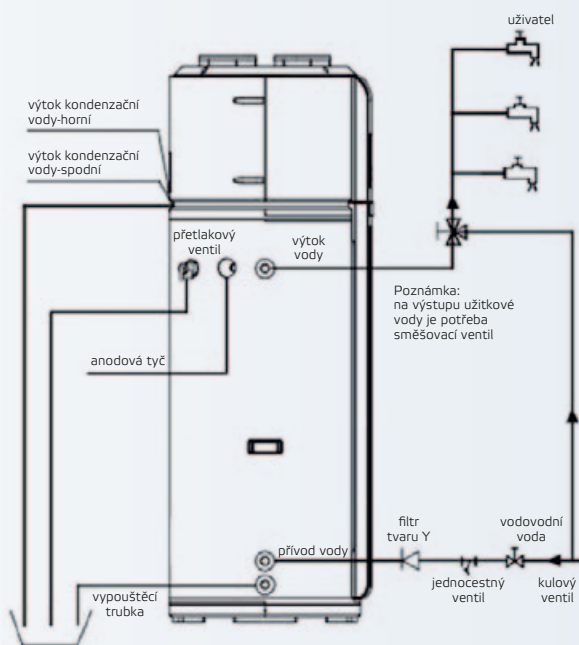 uživatel
výtok kondenzační
vody-horní
výtok kondenzační
vody-spodní
přetlakový
ventil
výtok
vody
Poznámka:
na výstupu užitkové
vody je potřeba
směšovací ventil
anodová tyč
přívod vody
filtr
tvaru Y
vodovodní
voda
jednocestný
ventil
kulový
ventil
vypouštěcí
trubka